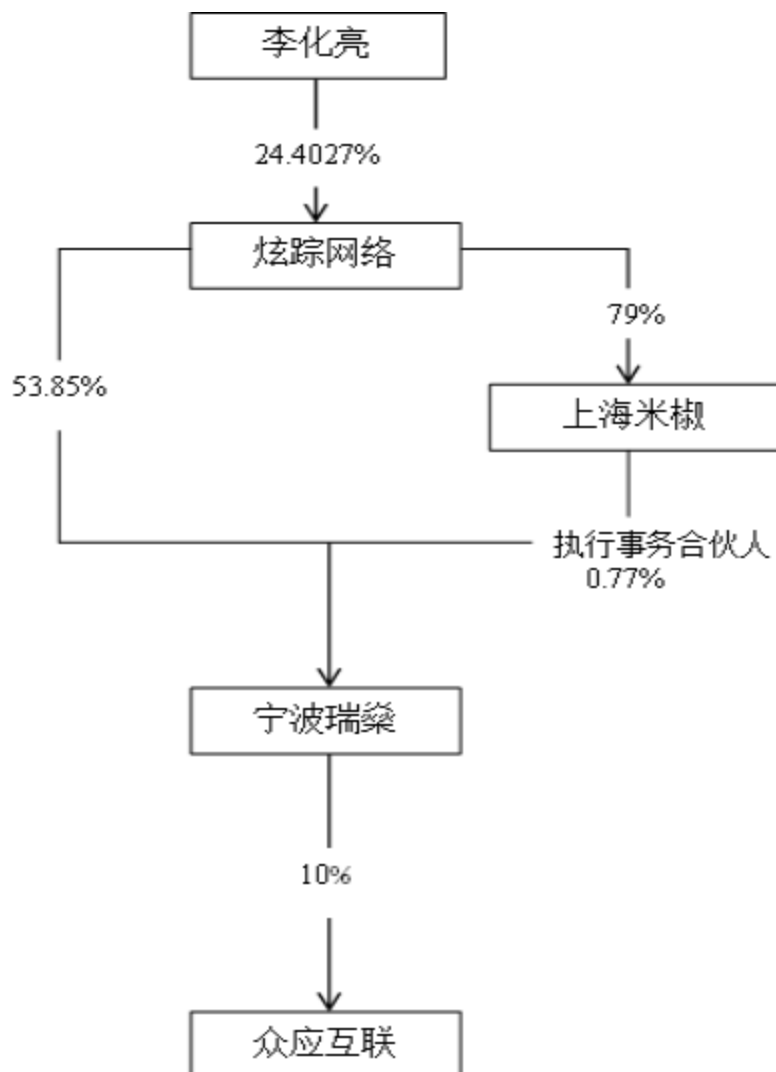 李化亮
24.4027%
炫踪网络
79%
53.85%
上海米椒
执行事务合伙人
0.77%
宁波瑞燊
10%
众应互联